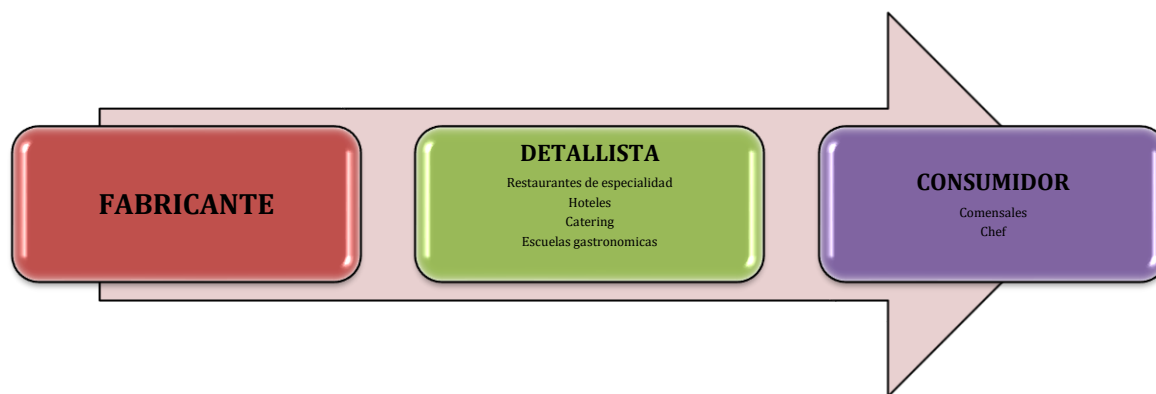 FABRICANTE
DETALLISTA
Restaurantes de especialidad
Hoteles
Catering
Escuelas gastronomicas
CONSUMIDOR
Comensales
Chef